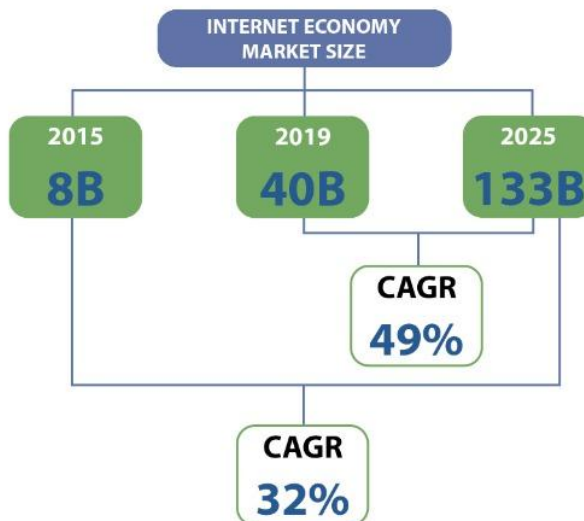 INTERNET ECONOMY
MARKET SIZE
2015
8B
2019
40B
2025
133B
CAGR
49%
CAGR
32%